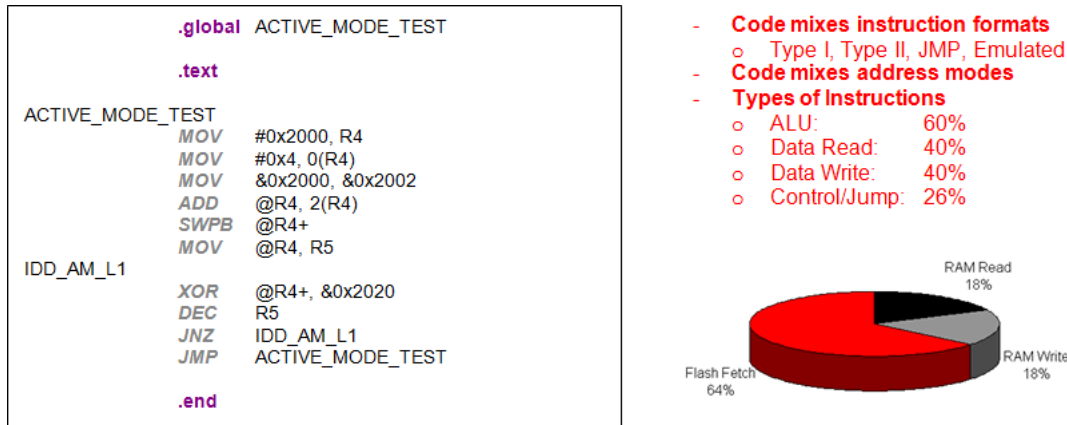 .global ACTIVE_MODE_TEST
.text
ACTIVE_MODE_TEST
MOV #0x2000, R4
MOV #0x4, 0(R4)
MOV &0x2000, &0x2002
ADD @R4, 2(R4)
SWPB @R4+
MOV @R4, R5
IDD_AM_L1
XOR @R4+, &0x2020
DEC R5
JNZ IDD_AM_L1
JMP ACTIVE_MODE_TEST
.end
- Code mixes instruction formats
o Type I, Type II, JMP, Emulated
- Code mixes address modes
- Types of Instructions
o ALU: 60%
o Data Read: 40%
o Data Write: 40%
o Control/Jump: 26%
RAM Read
18%
RAM Write
18%
Flash Fetch
64%